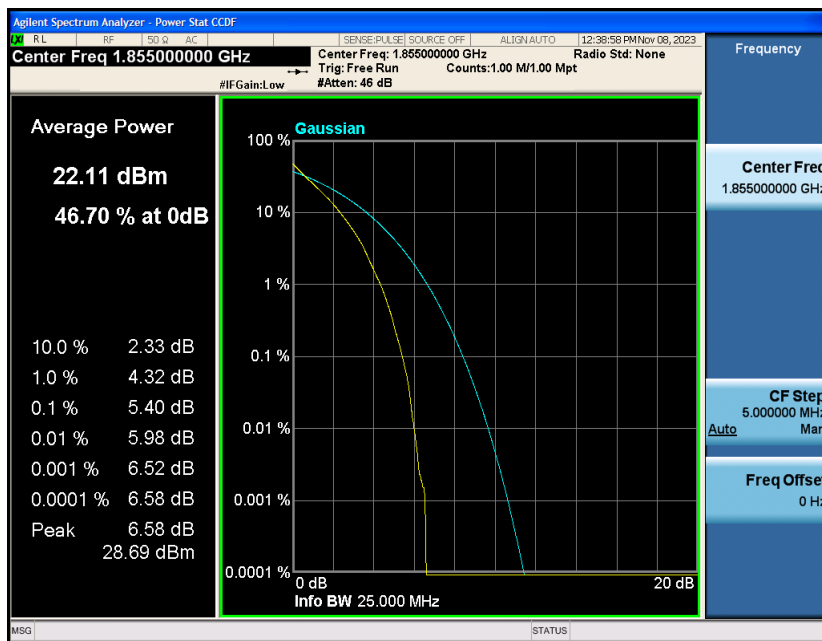 Agilent Spectrum Analyzer - Power Stat CCDF
LXI RL RF 50 Ω AC SENSE:PULSE SOURCE OFF ALIGN AUTO 12:38:58 PM Nov 08, 2023
Center Freq 1.855000000 GHz
Center Freq: 1.855000000 GHz Radio Std: None
Trig: Free Run Counts:1.00 M/1.00 Mpt
#IFGain:Low #Atten: 46 dB
Frequency
Average Power
22.11 dBm
46.70 % at 0dB
10.0 % 2.33 dB
1.0 % 4.32 dB
0.1 % 5.40 dB
0.01 % 5.98 dB
0.001 % 6.52 dB
0.0001 % 6.58 dB
Peak 6.58 dB
28.69 dBm
Gaussian
100 %
10 %
1 %
0.1 %
0.01 %
0.001 %
0.0001 %
0 dB 20 dB
Info BW 25.000 MHz
Center Freq
1.855000000 GHz
CF Step
5.000000 MHz
Auto Man
Freq Offset
0 Hz
MSG STATUS